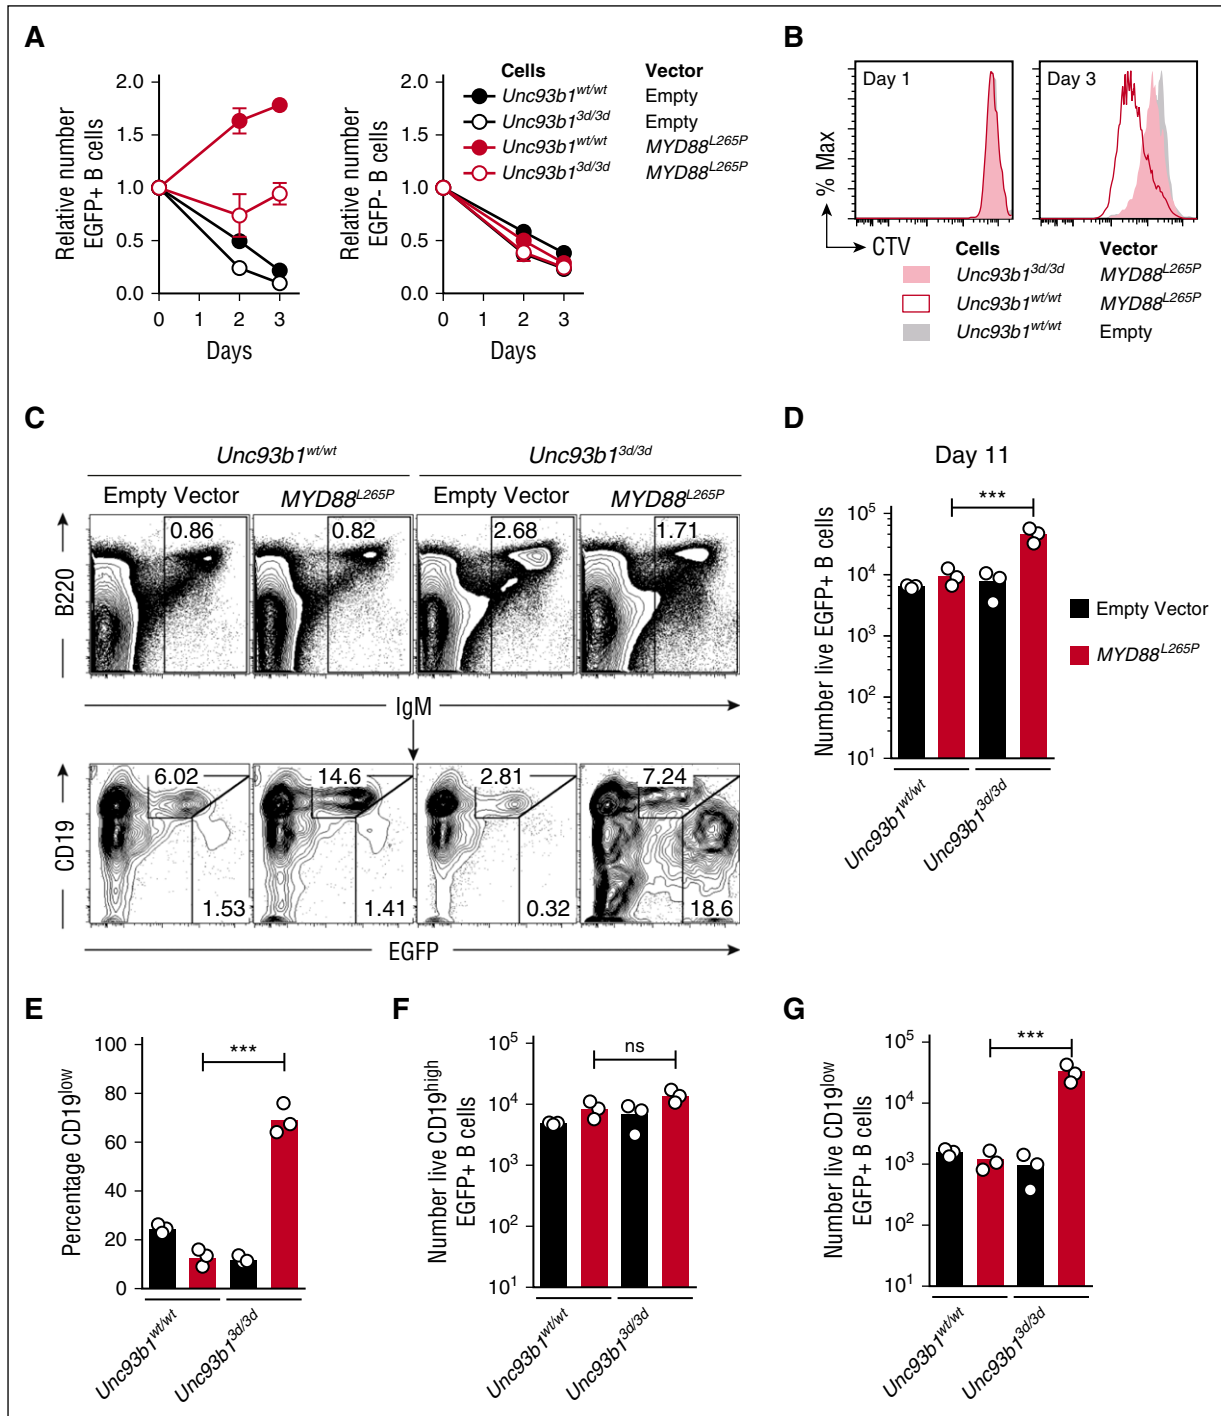 A
Relative number
EGFP+ B cells
2.0
1.5
1.0
0.5
0.0
0 1 2 3
Days
Relative number
EGFP- B cells
2.0
1.5
1.0
0.5
0.0
0 1 2 3
Days
Cells Vector
Unc93b1wt/wt Empty
Unc93b13d/3d Empty
Unc93b1wt/wt MYD88L265P
Unc93b13d/3d MYD88L265P
B
Day 1
Day 3
% Max
CTV
Cells Vector
Unc93b13d/3d MYD88L265P
Unc93b1wt/wt MYD88L265P
Unc93b1wt/wt Empty
C
Unc93b1wt/wt Unc93b13d/3d
Empty Vector MYD88L265P Empty Vector MYD88L265P
0.86 0.82 2.68 1.71
B220
IgM
6.02 14.6 2.81 7.24
CD19
1.53 1.41 0.32 18.6
EGFP
D
Day 11
***
Number live EGFP+ B cells
105
104
103
102
101
Unc93b1wt/wt
Unc93b13d/3d
Empty Vector
MYD88L265P
E
Percentage CD19low
100
80
60
40
20
0
***
Unc93b1wt/wt
Unc93b13d/3d
F
Number live CD19high
EGFP+ B cells
105
104
103
102
101
ns
Unc93b1wt/wt
Unc93b13d/3d
G
Number live CD19low
EGFP+ B cells
105
104
103
102
101
***
Unc93b1wt/wt
Unc93b13d/3d